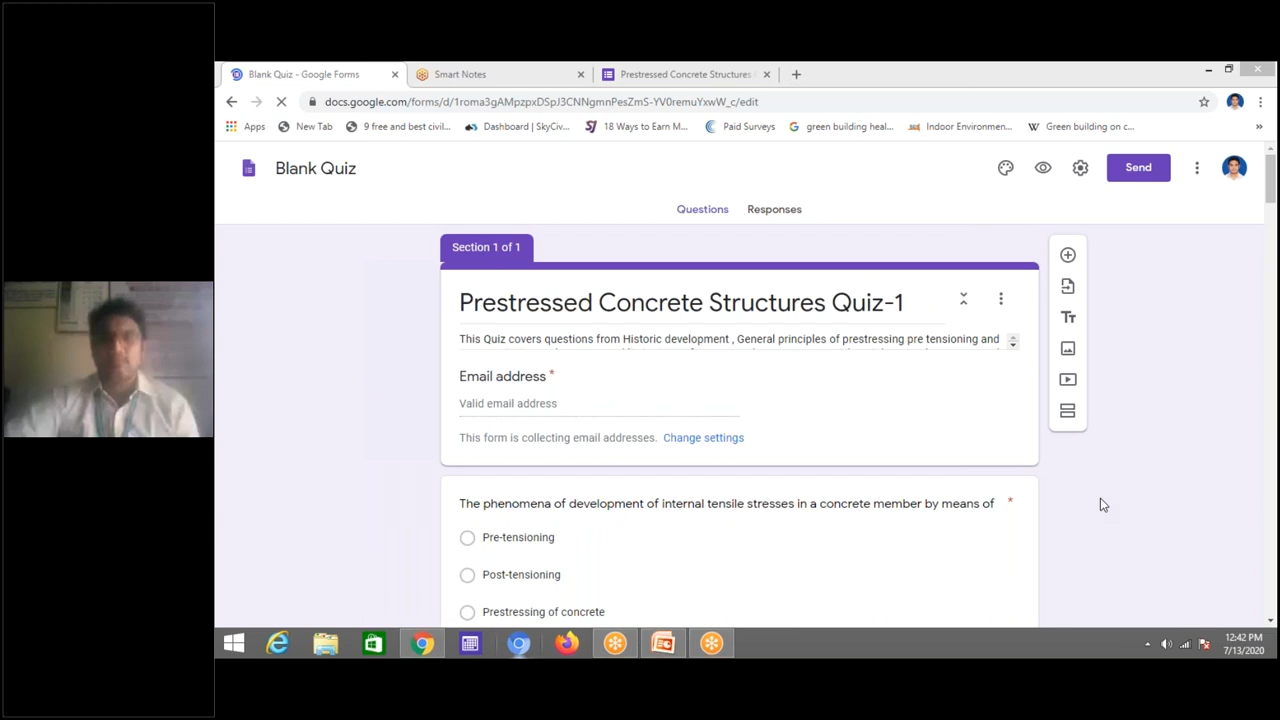 Blank Quiz - Google Forms
Smart Notes
Prestressed Concrete Structures
docs.google.com/forms/d/1roma3gAMpzpxDSpJ3CNNgmnPesZmS-YV0remuYxwW_c/edit
Apps
New Tab
9 free and best civil...
Dashboard | SkyCiv...
18 Ways to Earn M...
Paid Surveys
green building heal...
Indoor Environmen...
Green building on c...
»
Blank Quiz
Send
Questions
Responses
Section 1 of 1
Prestressed Concrete Structures Quiz-1
This Quiz covers questions from Historic development , General principles of prestressing pre tensioning and
Email address *
Valid email address
This form is collecting email addresses. Change settings
The phenomena of development of internal tensile stresses in a concrete member by means of *
Pre-tensioning
Post-tensioning
Prestressing of concrete
12:42 PM
7/13/2020